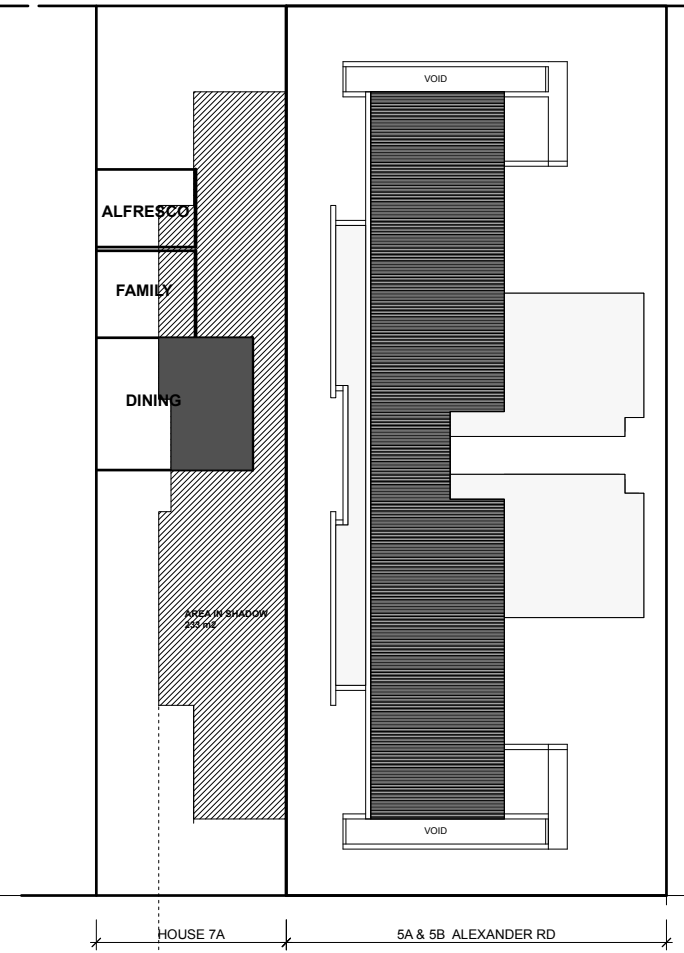 VOID
ALFRESCO
FAMILY
DINING
AREA IN SHADOW
233 m2
VOID
HOUSE 7A
5A & 5B ALEXANDER RD